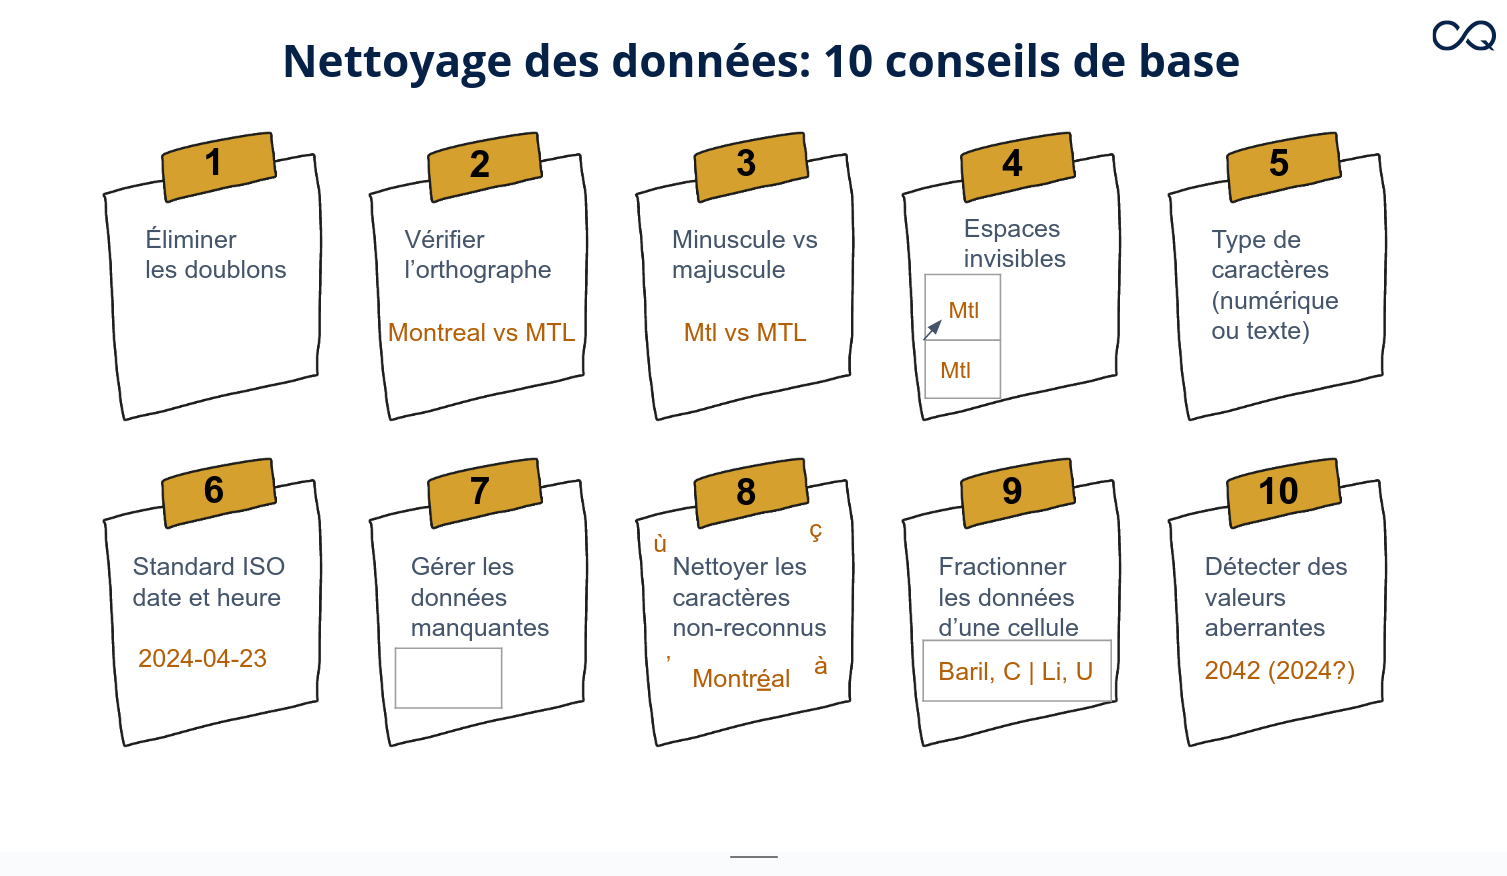 Nettoyage des données: 10 conseils de base
1
Éliminer
les doublons
2
Vérifier
l’orthographe
Montreal vs MTL
3
Minuscule vs
majuscule
Mtl vs MTL
4
Espaces
invisibles
Mtl
Mtl
5
Type de
caractères
(numérique
ou texte)
6
Standard ISO
date et heure
2024-04-23
7
Gérer les
données
manquantes
8
ù ç
Nettoyer les
caractères
non-reconnus
’ à
Montréal
9
Fractionner
les données
d’une cellule
Baril, C | Li, U
10
Détecter des
valeurs
aberrantes
2042 (2024?)